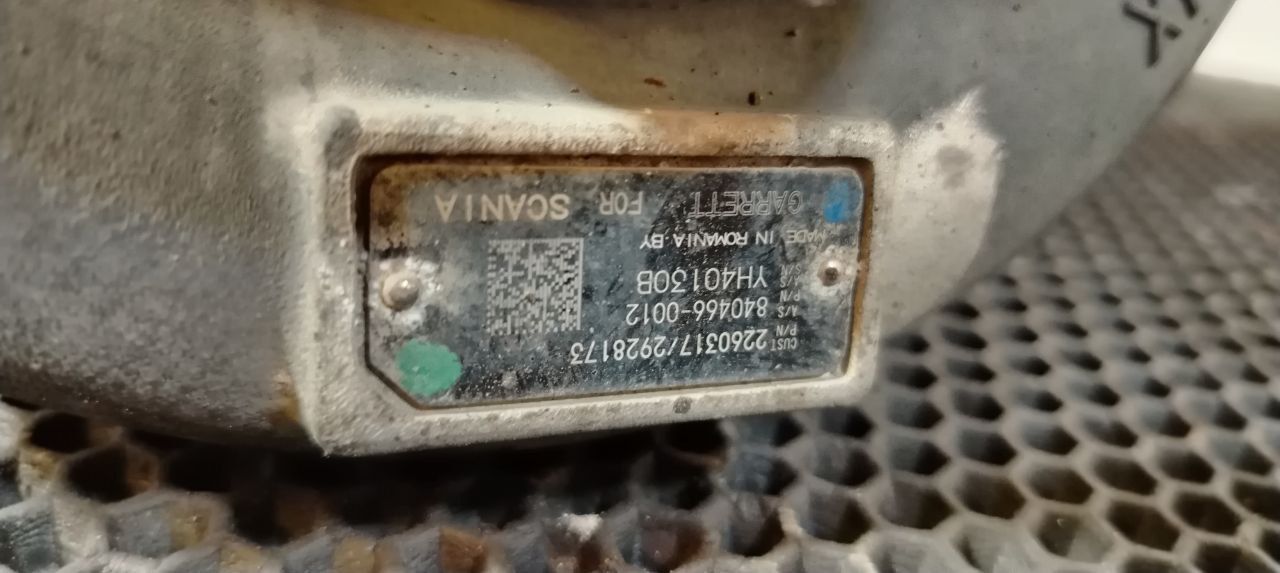 CUST P/N 2260317/2928173
A/S P/N 840466-0012
A/S S/N YH40130B
MADE IN ROMANIA BY
GARRETT FOR SCANIA